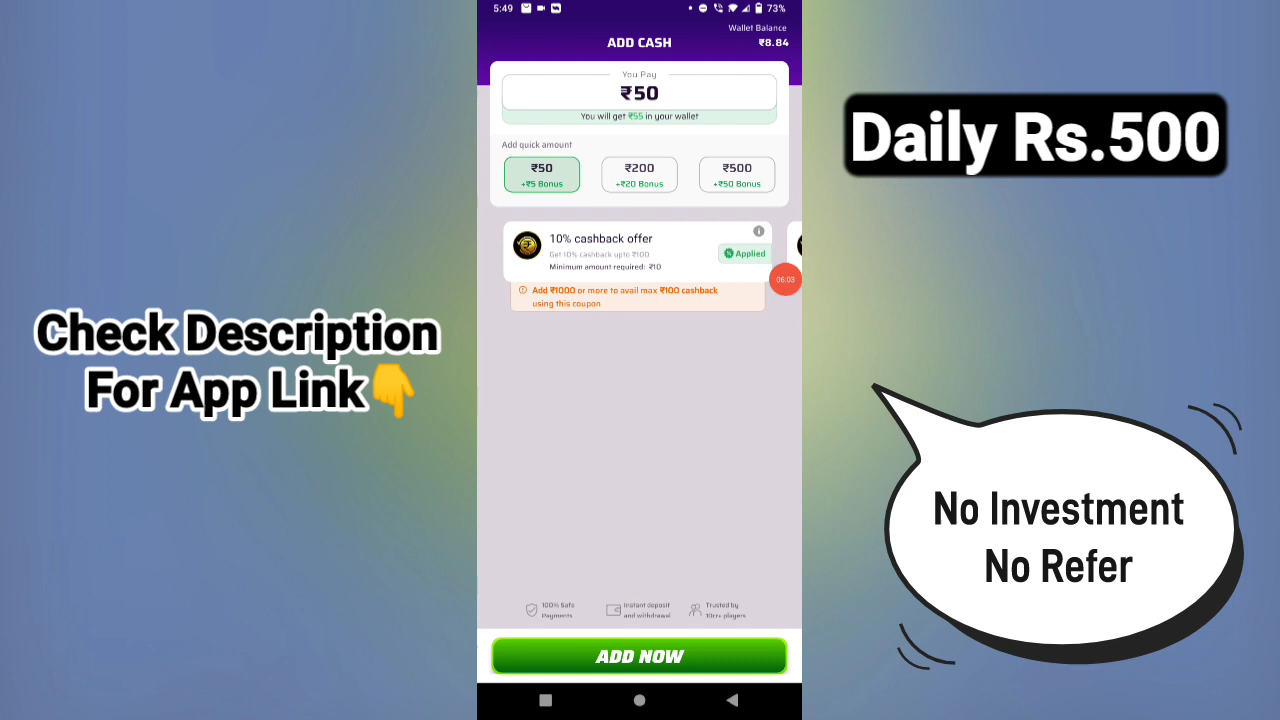 5:49
73%
Wallet Balance
ADD CASH
₹8.84
You Pay
₹50
You will get ₹55 in your wallet
Add quick amount
₹50
+₹5 Bonus
₹200
+₹20 Bonus
₹500
+₹50 Bonus
10% cashback offer
Get 10% cashback upto ₹100
Minimum amount required: ₹10
Applied
Add ₹1000 or more to avail max ₹100 cashback
using this coupon
06:03
100% Safe
Payments
Instant deposit
and withdrawal
Trusted by
10cr+ players
ADD NOW
Check Description
For App Link👇
Daily Rs.500
No Investment
No Refer